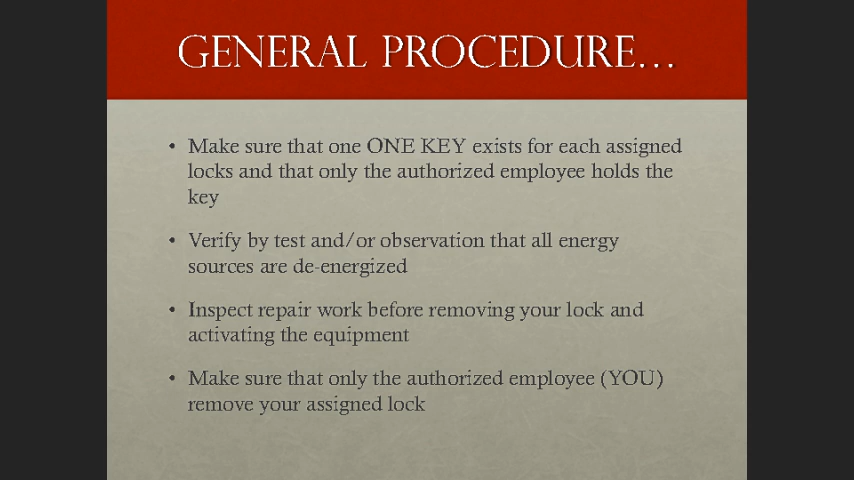 GENERAL PROCEDURE...
• Make sure that one ONE KEY exists for each assigned
locks and that only the authorized employee holds the
key
• Verify by test and/or observation that all energy
sources are de-energized
• Inspect repair work before removing your lock and
activating the equipment
• Make sure that only the authorized employee (YOU)
remove your assigned lock